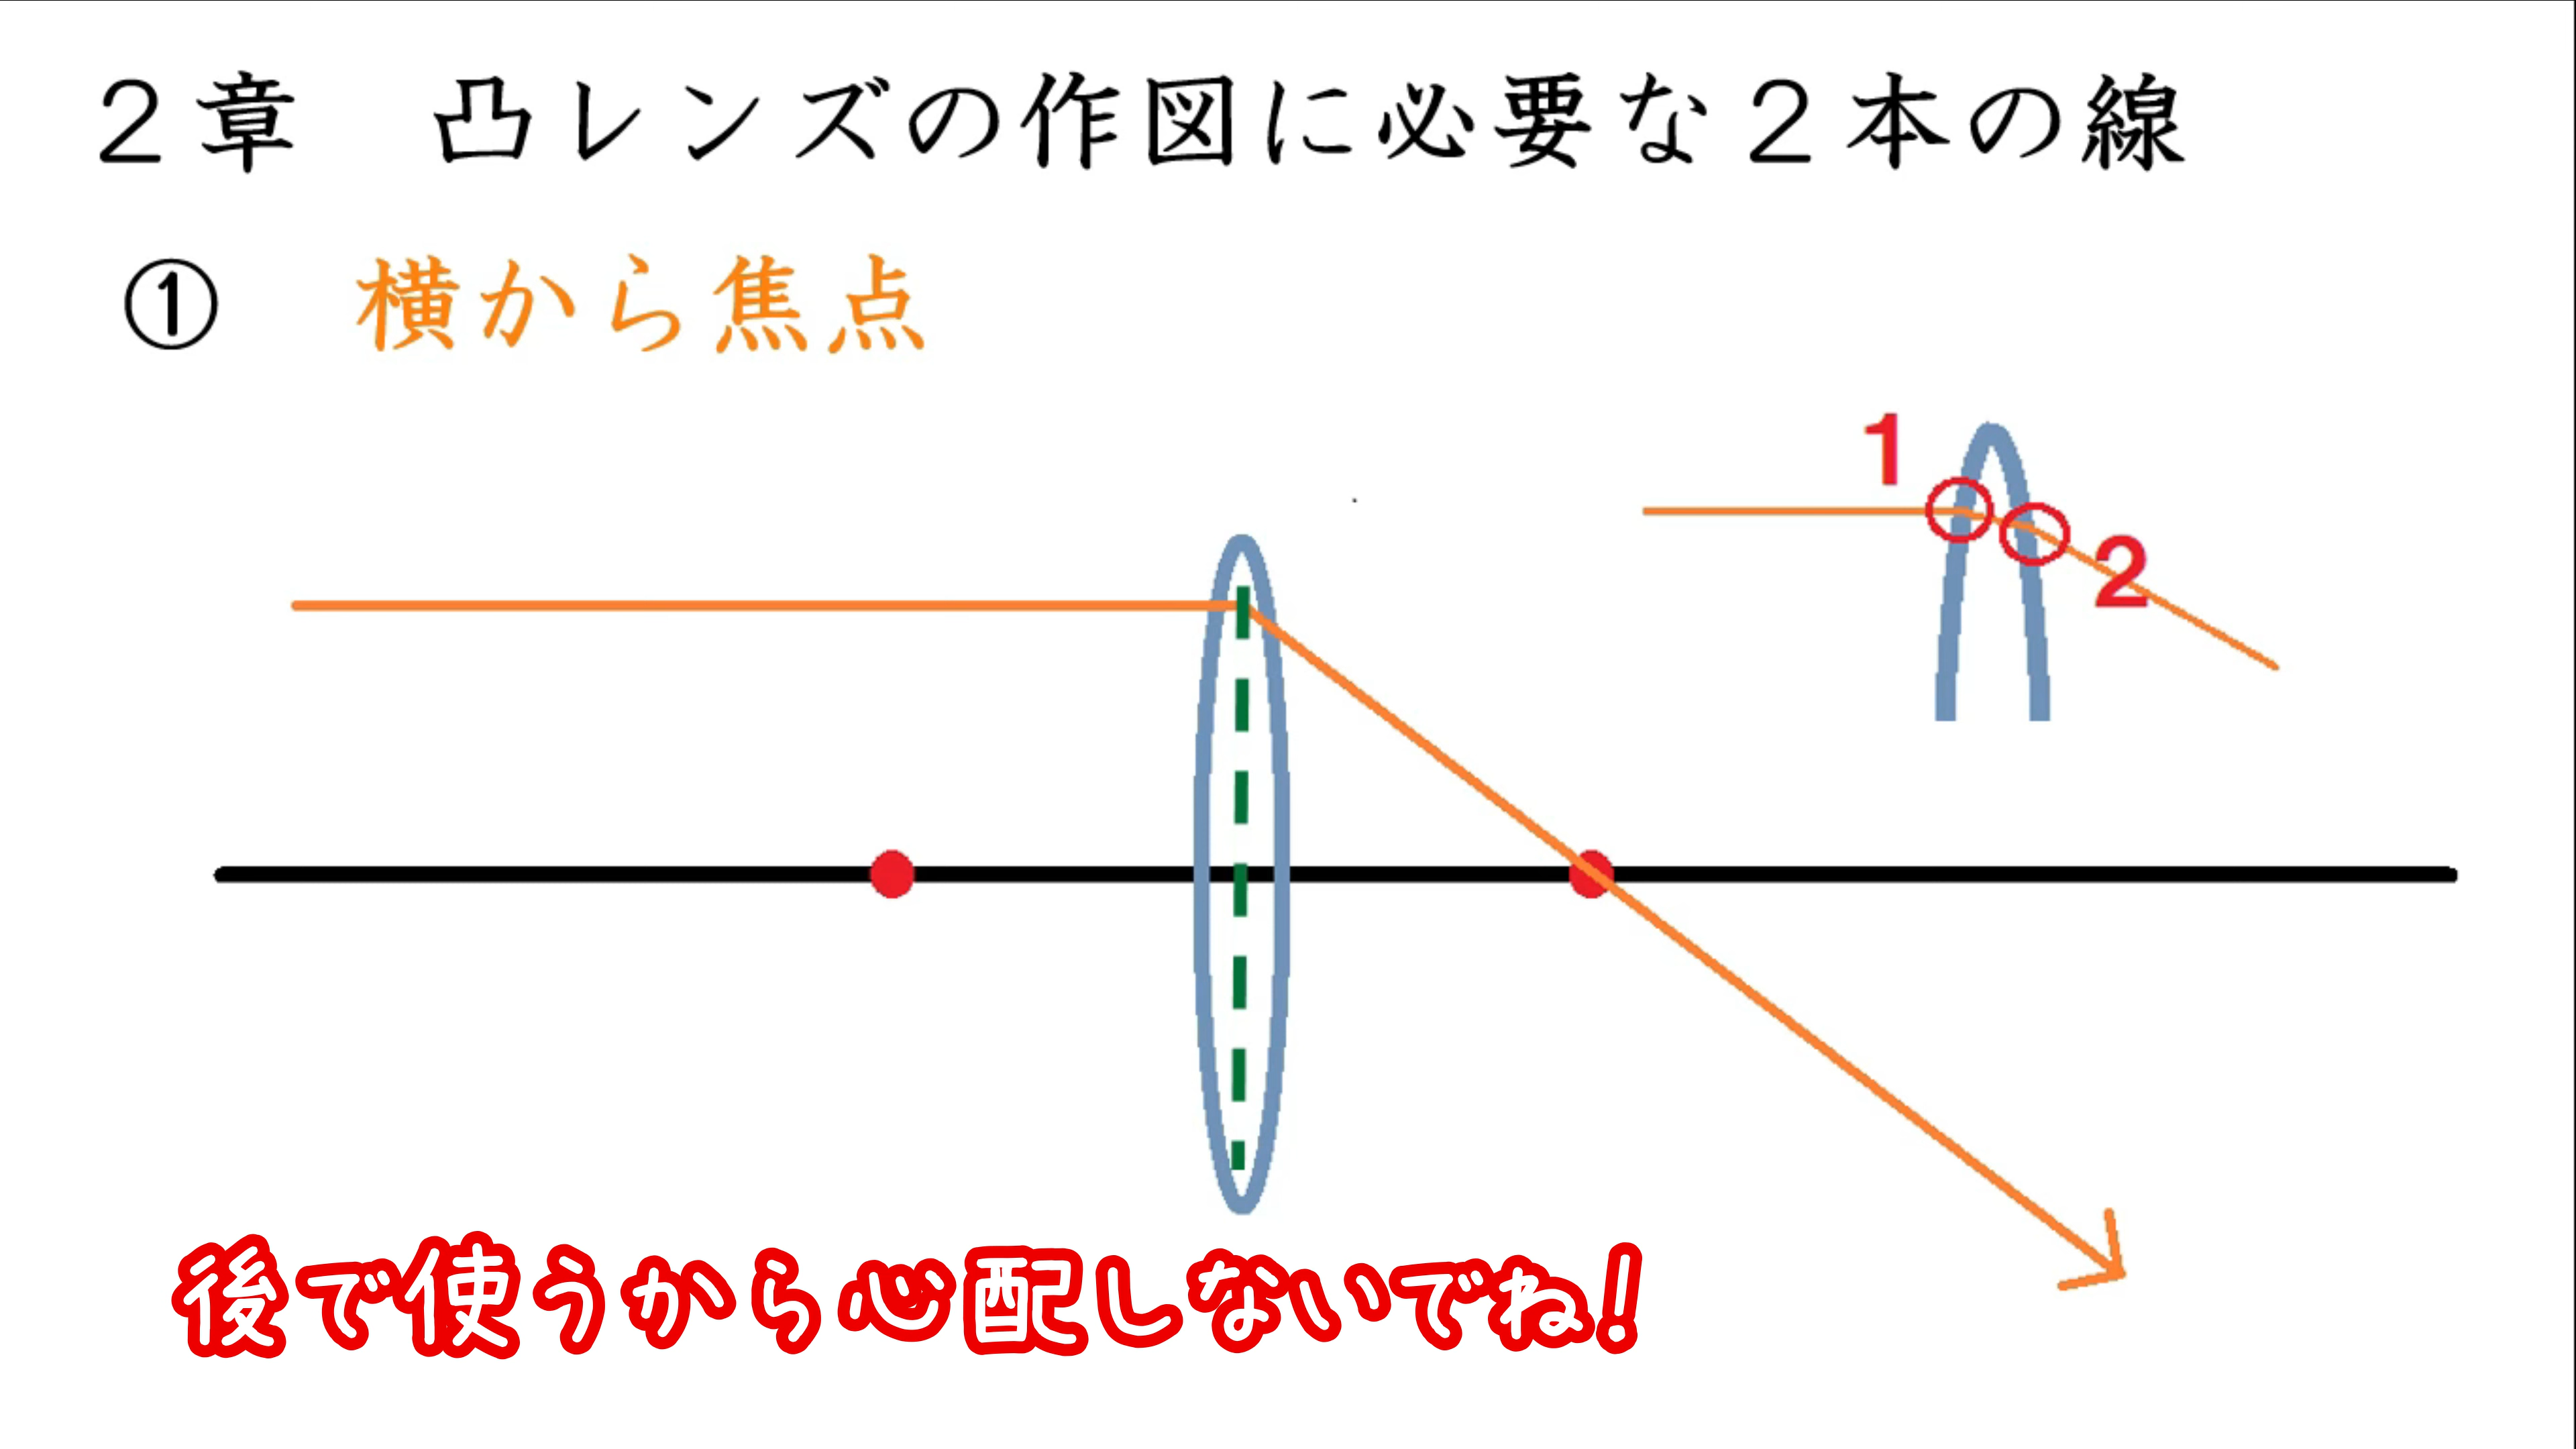 ２章　凸レンズの作図に必要な２本の線
①　横から焦点
1
2
後で使うから心配しないでね！